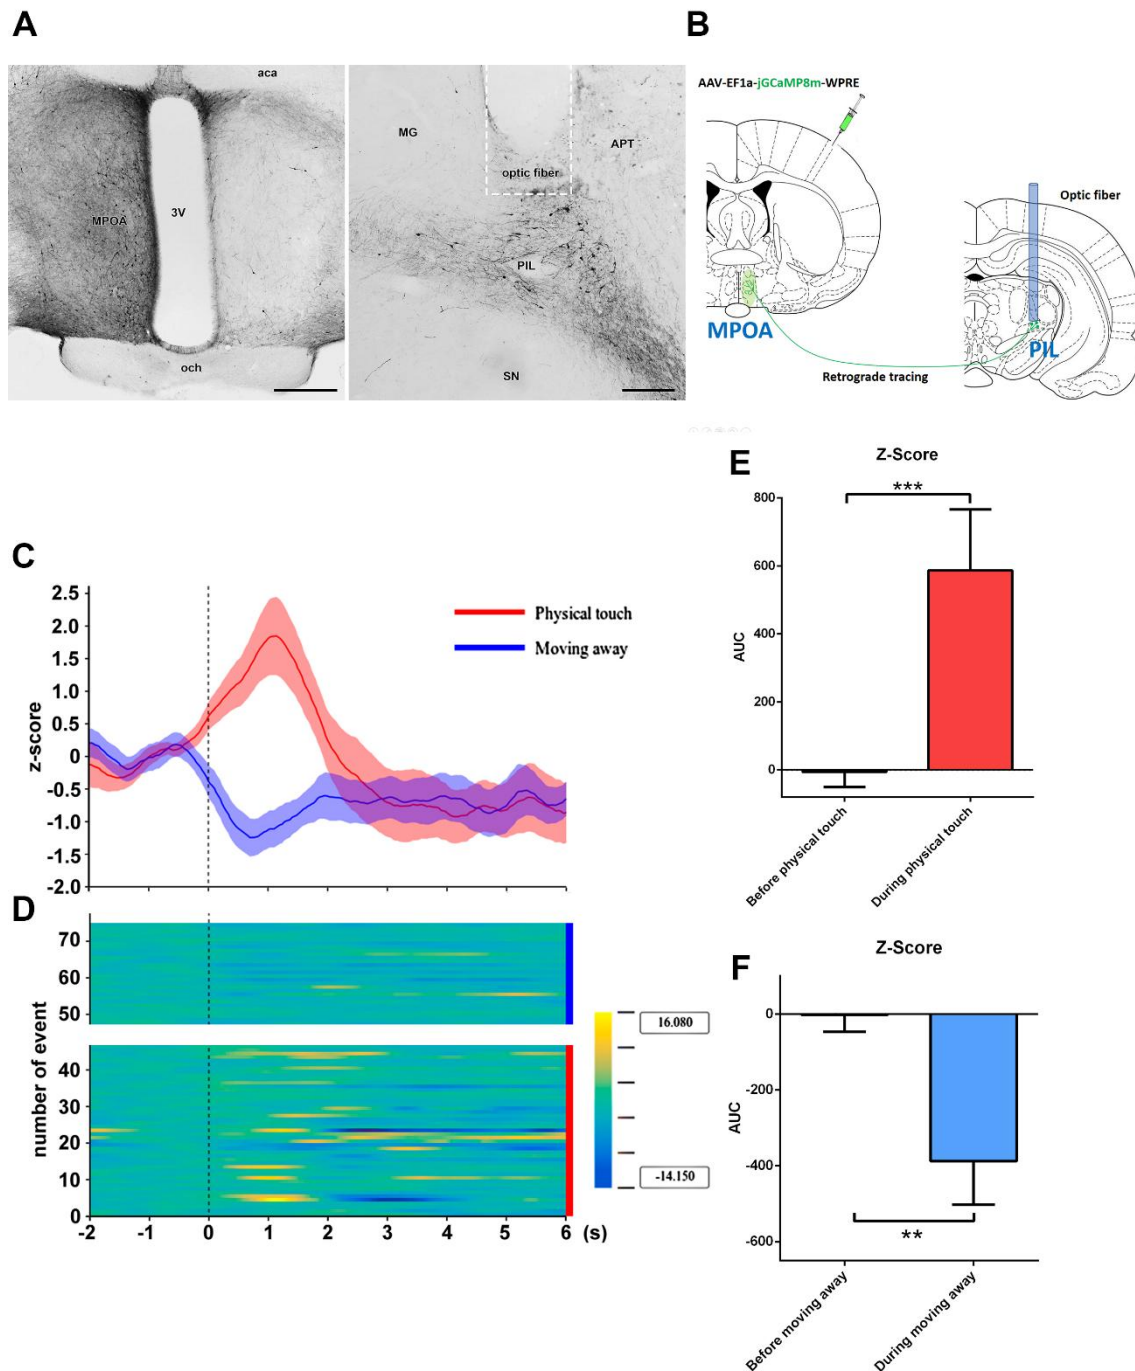 A
aca
MPOA
3V
och
MG
APT
optic fiber
PIL
SN
B
AAV-EF1a-jGCaMP8m-WPRE
Optic fiber
MPOA
PIL
Retrograde tracing
C
2.5
2.0
1.5
1.0
0.5
0
-0.5
-1.0
-1.5
-2.0
z-score
Physical touch
Moving away
D
70
60
50
40
30
20
10
0
number of event
-2
-1
0
1
2
3
4
5
6
(s)
16.080
-14.150
E
Z-Score
***
800
600
400
200
0
AUC
Before physical touch
During physical touch
F
Z-Score
0
-200
-400
-600
AUC
**
Before moving away
During moving away